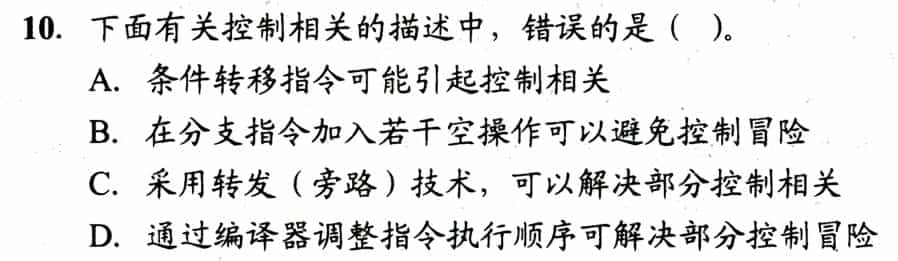 10. 下面有关控制相关的描述中，错误的是（ ）。
A. 条件转移指令可能引起控制相关
B. 在分支指令加入若干空操作可以避免控制冒险
C. 采用转发（旁路）技术，可以解决部分控制相关
D. 通过编译器调整指令执行顺序可解决部分控制冒险